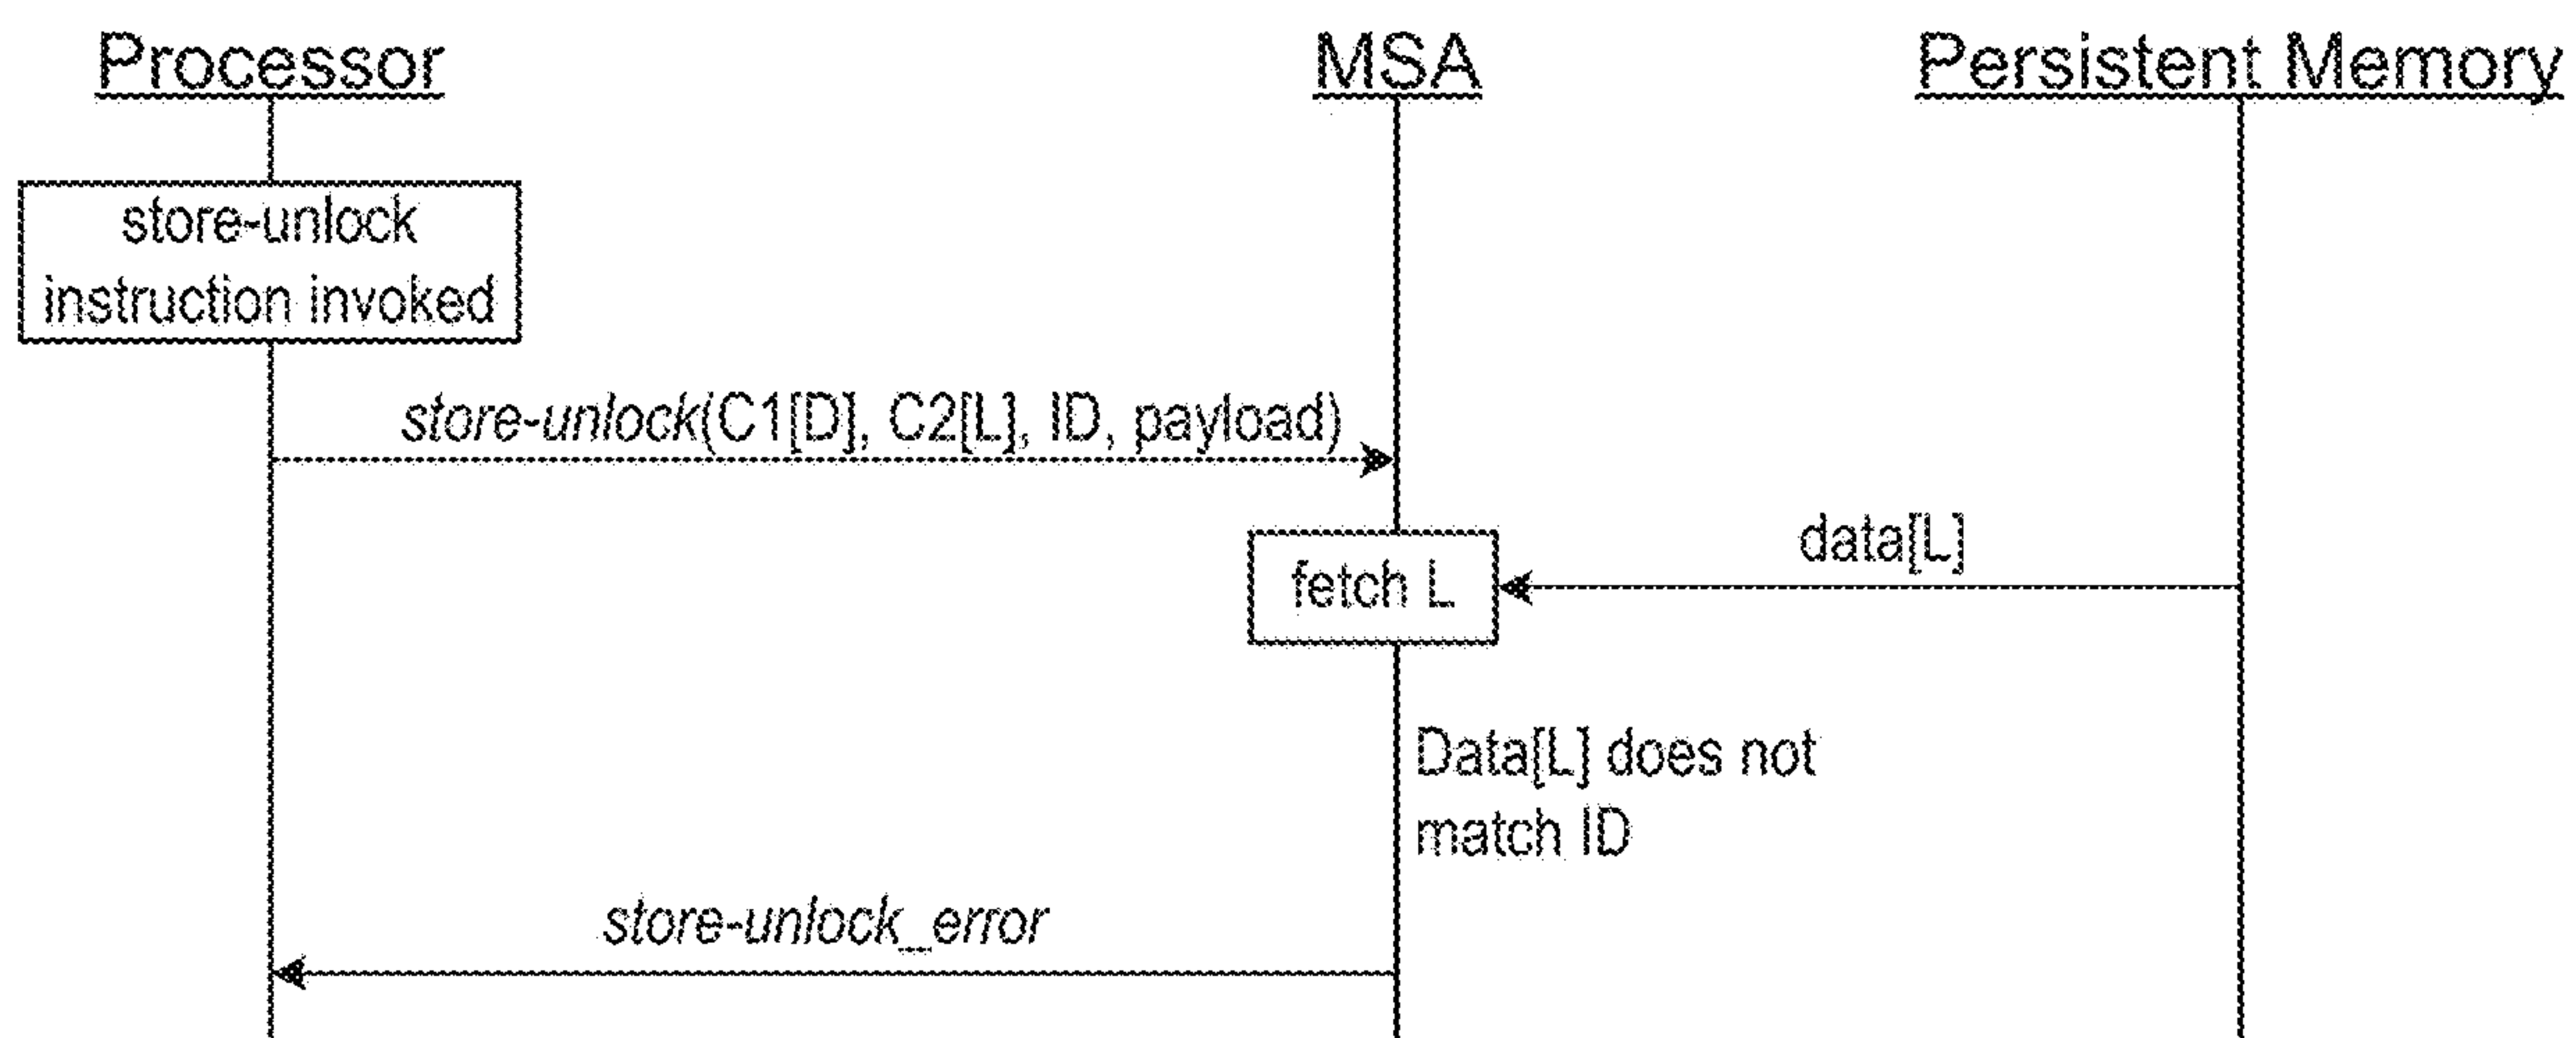 Processor
MSA
Persistent Memory
store-unlock
instruction invoked
store-unlock(C1[D], C2[L], ID, payload)
data[L]
fetch L
Data[L] does not
match ID
store-unlock_error